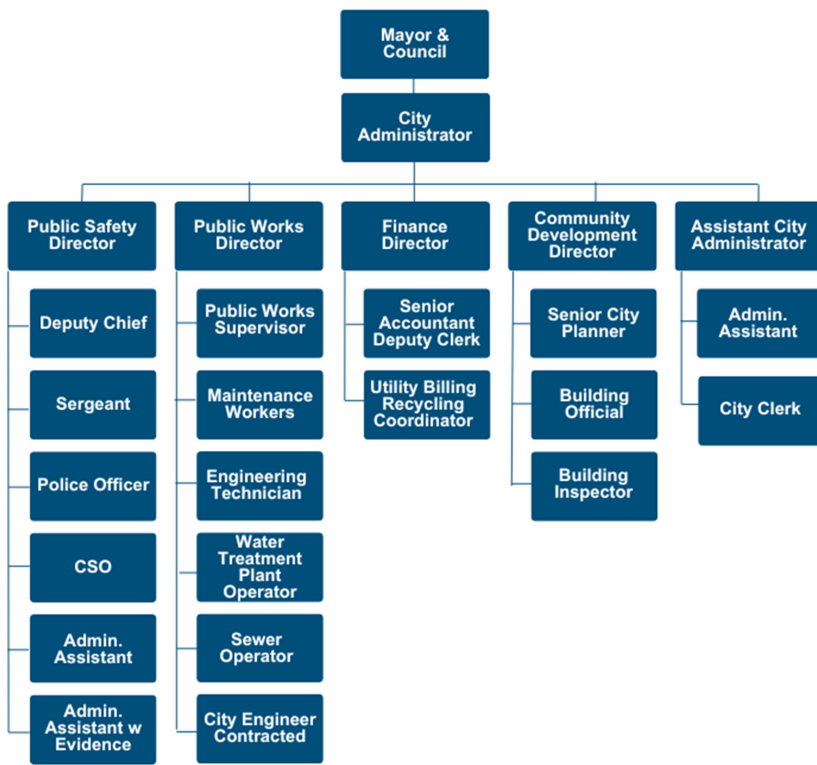 Mayor &
Council
City
Administrator
Public Safety
Director
Public Works
Director
Finance
Director
Community
Development
Director
Assistant City
Administrator
Deputy Chief
Sergeant
Police Officer
CSO
Admin.
Assistant
Admin.
Assistant w
Evidence
Public Works
Supervisor
Maintenance
Workers
Engineering
Technician
Water
Treatment
Plant
Operator
Sewer
Operator
City Engineer
Contracted
Senior
Accountant
Deputy Clerk
Utility Billing
Recycling
Coordinator
Senior City
Planner
Building
Official
Building
Inspector
Admin.
Assistant
City Clerk